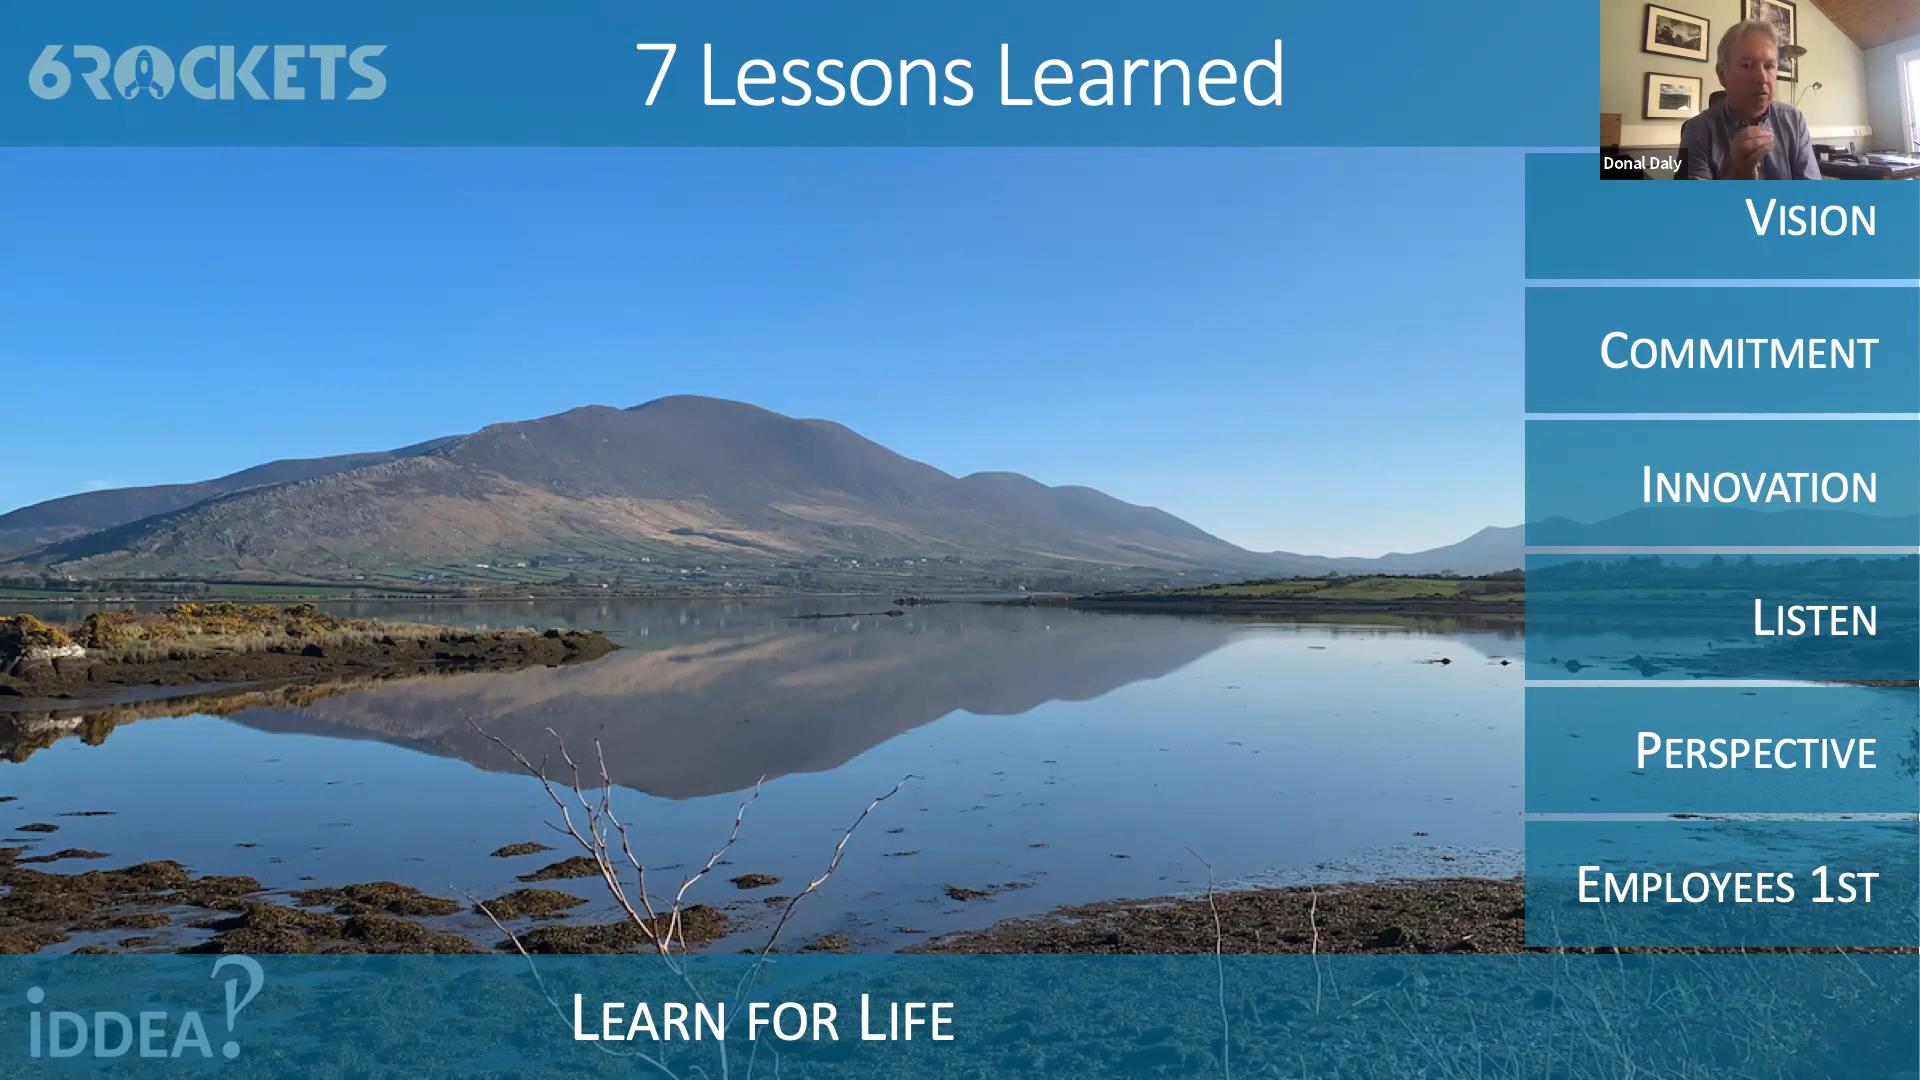 6ROCKETS
7 Lessons Learned
Donal Daly
VISION
COMMITMENT
INNOVATION
LISTEN
PERSPECTIVE
EMPLOYEES 1ST
iDDEA?!
LEARN FOR LIFE